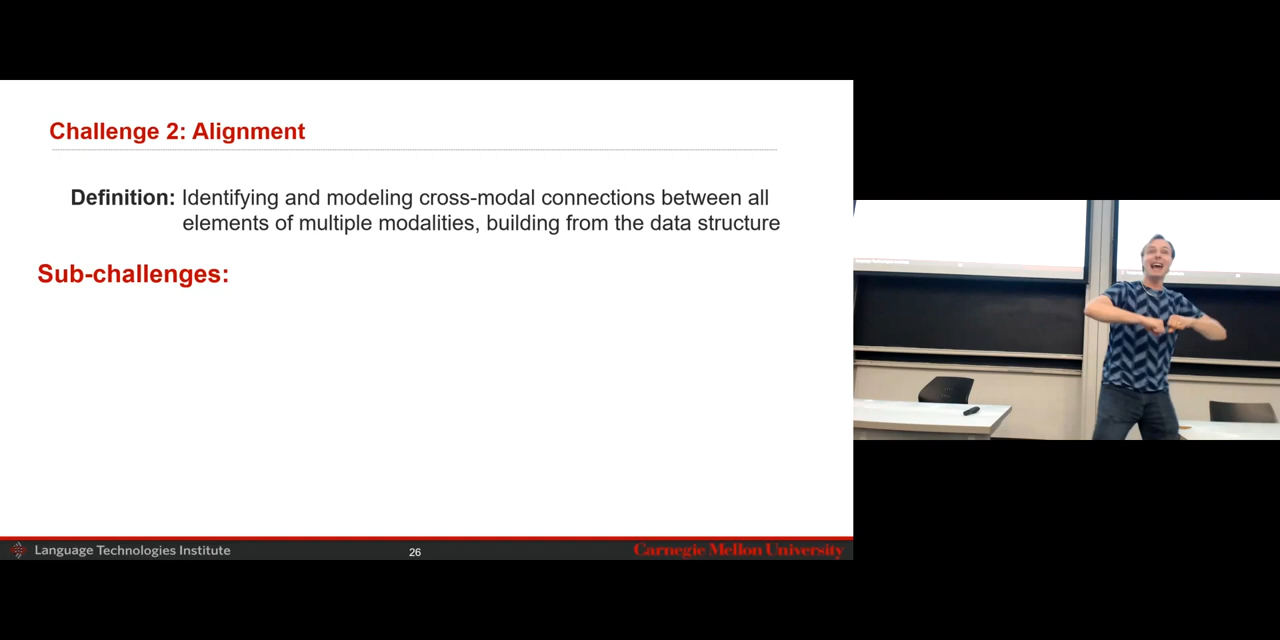 Challenge 2: Alignment
Definition: Identifying and modeling cross-modal connections between all
elements of multiple modalities, building from the data structure
Sub-challenges:
Language Technologies Institute
26
Carnegie Mellon University